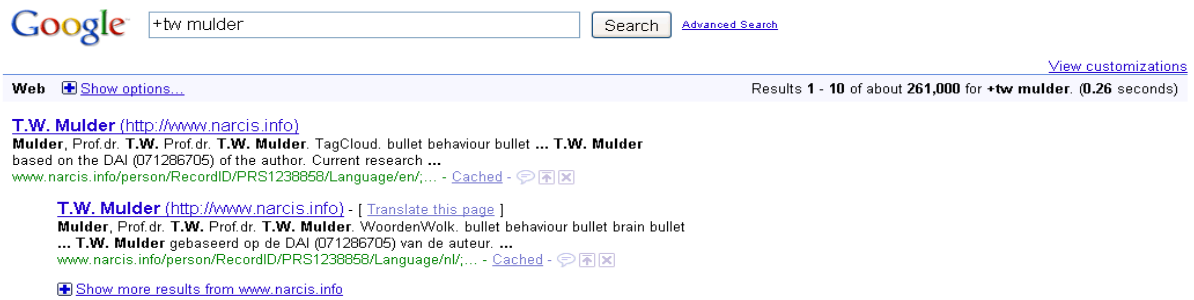 Google +tw mulder Search Advanced Search
View customizations
Web Show options... Results 1 - 10 of about 261,000 for +tw mulder. (0.26 seconds)
T.W. Mulder (http://www.narcis.info)
Mulder, Prof.dr. T.W. Prof.dr. T.W. Mulder. TagCloud. bullet behaviour bullet ... T.W. Mulder
based on the DAI (071286705) of the author. Current research ...
www.narcis.info/person/RecordID/PRS1238858/Language/en/;... - Cached -
T.W. Mulder (http://www.narcis.info) - [ Translate this page ]
Mulder, Prof.dr. T.W. Prof.dr. T.W. Mulder. WoordenWolk. bullet behaviour bullet brain bullet
... T.W. Mulder gebaseerd op de DAI (071286705) van de auteur. ...
www.narcis.info/person/RecordID/PRS1238858/Language/nl/;... - Cached -
Show more results from www.narcis.info